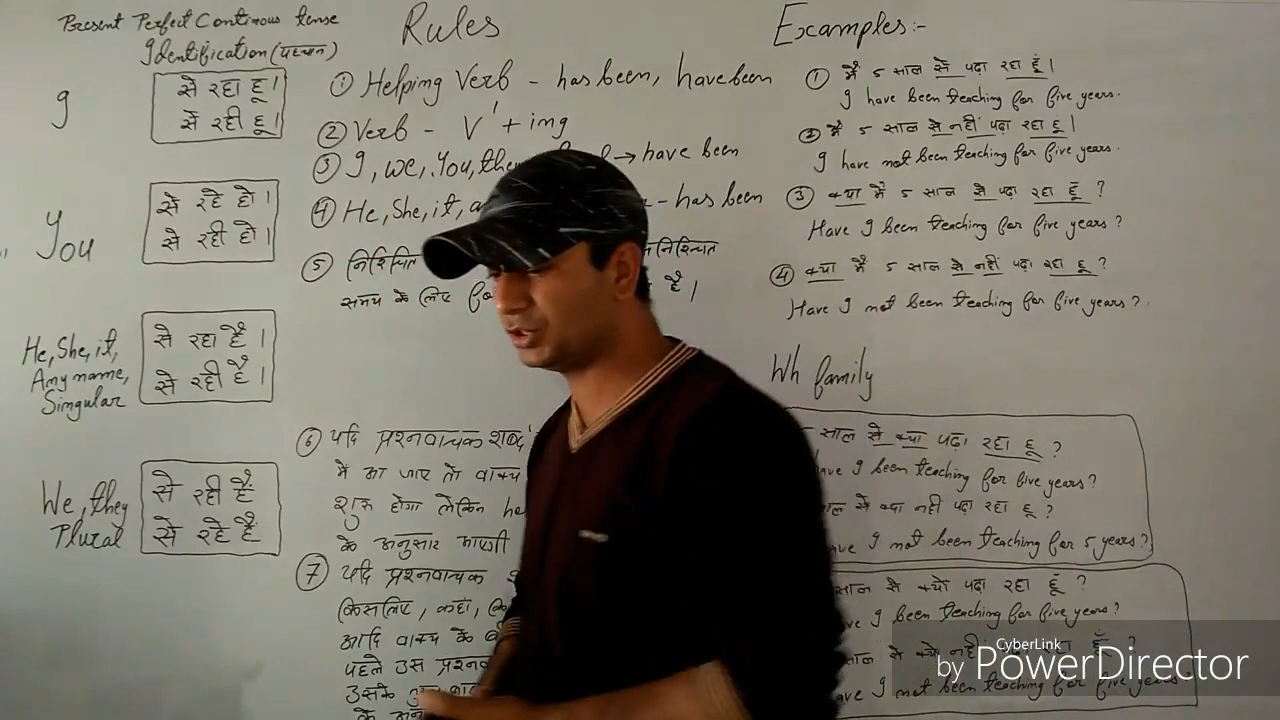 Present Perfect Continous tense
Identification (पहचान)
I
से रहा हू।
से रही हू।
You
से रहे हो।
से रही हो।
He, She, it,
Any name,
Singular
से रहा है।
से रही है।
We, they
Plural
से रही हैं
से रहे हैं
Rules
① Helping Verb - has been, have been
② Verb - V¹ + ing
③ I, we, you, → have been
④ He, She, it, - has been
⑤ निश्चित
समय के लिए है।
⑥ यदि प्रश्नवाचक शब्द
में आ जाए तो वाक्य
शुरू होगा लेकिन
के अनुसार आएगी
⑦ यदि प्रश्नवाचक
किसलिए, कहां,
आदि वाक्य के
पहले उस
उसके
के
Examples:-
① मैं 5 साल से पढ़ा रहा हूं।
I have been teaching for five years.
② मैं 5 साल से नहीं पढ़ा रहा हू।
I have not been teaching for five years.
③ क्या मैं 5 साल से पढ़ा रहा हूँ ?
Have I been teaching for five years ?
④ क्या मैं 5 साल से नहीं पढ़ा रहा हू ?
Have I not been teaching for five years ?
Wh family
साल से क्या पढ़ा रहा हू ?
I been teaching for five years ?
से क्या नहीं पढ़ा रहा हू ?
I not been teaching for 5 years ?
साल से क्यों पढ़ा रहा हूँ ?
I been teaching for five years ?
से क्यो नहीं रहा हूँ ?
I not been teaching for five years
CyberLink
by PowerDirector